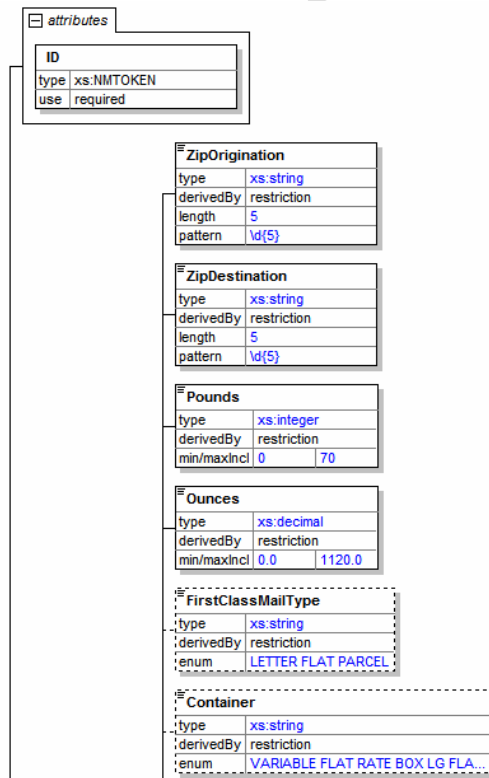 attributes
ID
type xs:NMTOKEN
use required
ZipOrigination
type xs:string
derivedBy restriction
length 5
pattern \d{5}
ZipDestination
type xs:string
derivedBy restriction
length 5
pattern \d{5}
Pounds
type xs:integer
derivedBy restriction
min/maxIncl 0 70
Ounces
type xs:decimal
derivedBy restriction
min/maxIncl 0.0 1120.0
FirstClassMailType
type xs:string
derivedBy restriction
enum LETTER FLAT PARCEL
Container
type xs:string
derivedBy restriction
enum VARIABLE FLAT RATE BOX LG FLA...